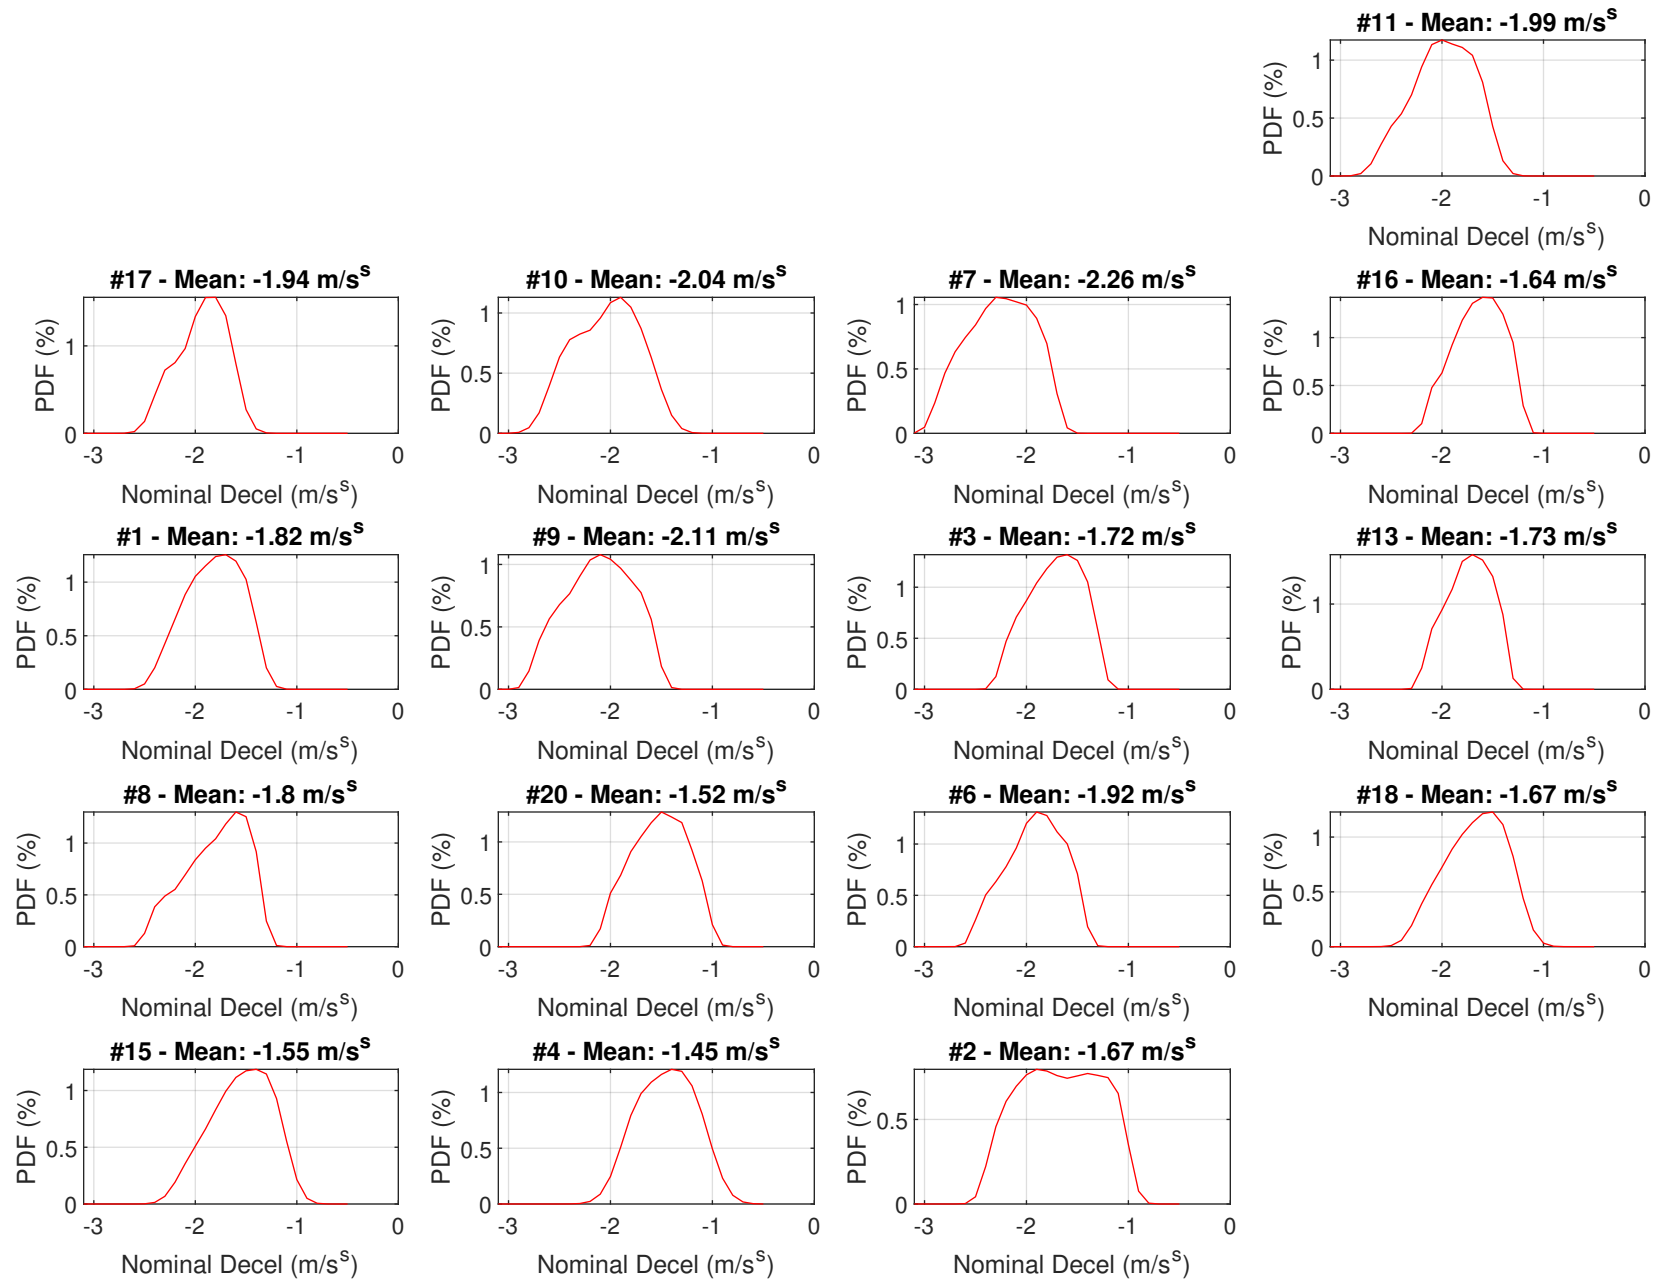 #11 - Mean: -1.99 m/s^s
PDF (%)
1
0.5
0
-3 -2 -1 0
Nominal Decel (m/s^s)
#17 - Mean: -1.94 m/s^s
PDF (%)
1
0
-3 -2 -1 0
Nominal Decel (m/s^s)
#10 - Mean: -2.04 m/s^s
PDF (%)
1
0.5
0
-3 -2 -1 0
Nominal Decel (m/s^s)
#7 - Mean: -2.26 m/s^s
PDF (%)
1
0.5
0
-3 -2 -1 0
Nominal Decel (m/s^s)
#16 - Mean: -1.64 m/s^s
PDF (%)
1
0.5
0
-3 -2 -1 0
Nominal Decel (m/s^s)
#1 - Mean: -1.82 m/s^s
PDF (%)
1
0.5
0
-3 -2 -1 0
Nominal Decel (m/s^s)
#9 - Mean: -2.11 m/s^s
PDF (%)
1
0.5
0
-3 -2 -1 0
Nominal Decel (m/s^s)
#3 - Mean: -1.72 m/s^s
PDF (%)
1
0.5
0
-3 -2 -1 0
Nominal Decel (m/s^s)
#13 - Mean: -1.73 m/s^s
PDF (%)
1
0
-3 -2 -1 0
Nominal Decel (m/s^s)
#8 - Mean: -1.8 m/s^s
PDF (%)
1
0.5
0
-3 -2 -1 0
Nominal Decel (m/s^s)
#20 - Mean: -1.52 m/s^s
PDF (%)
1
0.5
0
-3 -2 -1 0
Nominal Decel (m/s^s)
#6 - Mean: -1.92 m/s^s
PDF (%)
1
0.5
0
-3 -2 -1 0
Nominal Decel (m/s^s)
#18 - Mean: -1.67 m/s^s
PDF (%)
1
0.5
0
-3 -2 -1 0
Nominal Decel (m/s^s)
#15 - Mean: -1.55 m/s^s
PDF (%)
1
0.5
0
-3 -2 -1 0
Nominal Decel (m/s^s)
#4 - Mean: -1.45 m/s^s
PDF (%)
1
0.5
0
-3 -2 -1 0
Nominal Decel (m/s^s)
#2 - Mean: -1.67 m/s^s
PDF (%)
0.5
0
-3 -2 -1 0
Nominal Decel (m/s^s)